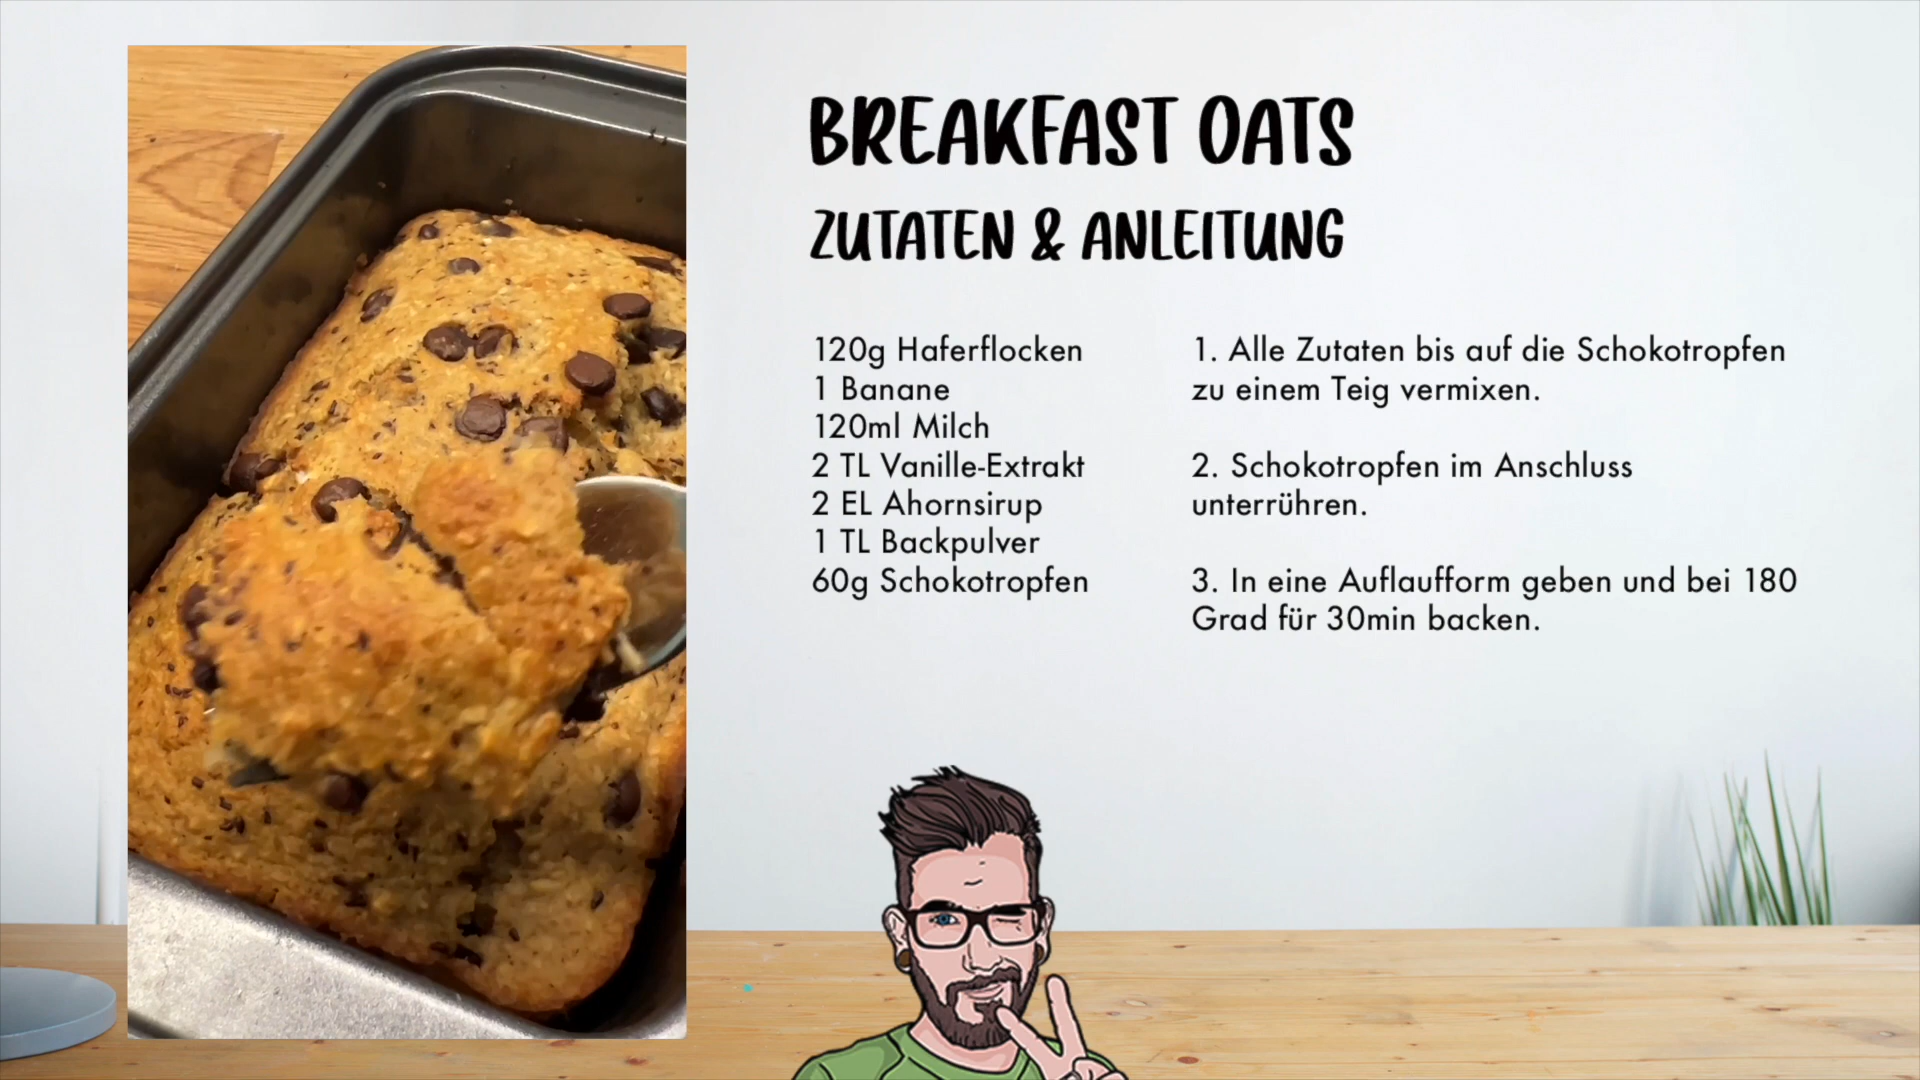 BREAKFAST OATS
ZUTATEN & ANLEITUNG
120g Haferflocken
1 Banane
120ml Milch
2 TL Vanille-Extrakt
2 EL Ahornsirup
1 TL Backpulver
60g Schokotropfen
1. Alle Zutaten bis auf die Schokotropfen
zu einem Teig vermixen.
2. Schokotropfen im Anschluss
unterrühren.
3. In eine Auflaufform geben und bei 180
Grad für 30min backen.